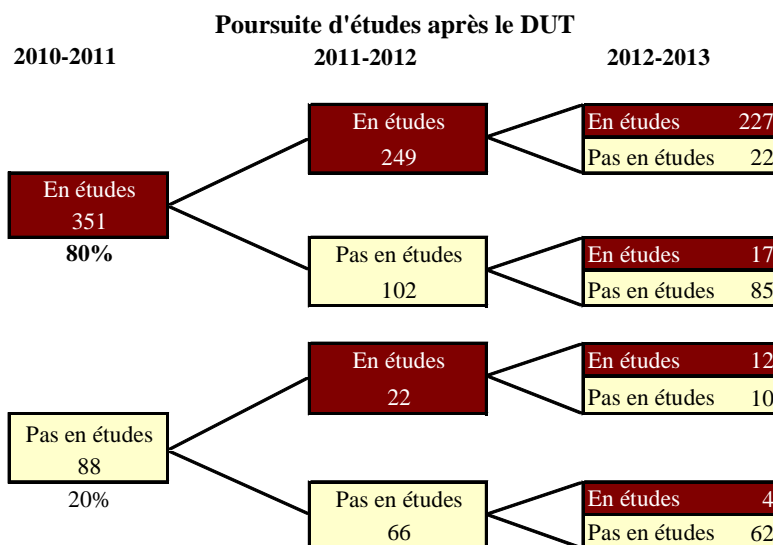 Poursuite d'études après le DUT
2010-2011 2011-2012 2012-2013
En études
351
80%
En études
249
En études 227
Pas en études 22
Pas en études
102
En études 17
Pas en études 85
Pas en études
88
20%
En études
22
En études 12
Pas en études 10
Pas en études
66
En études 4
Pas en études 62